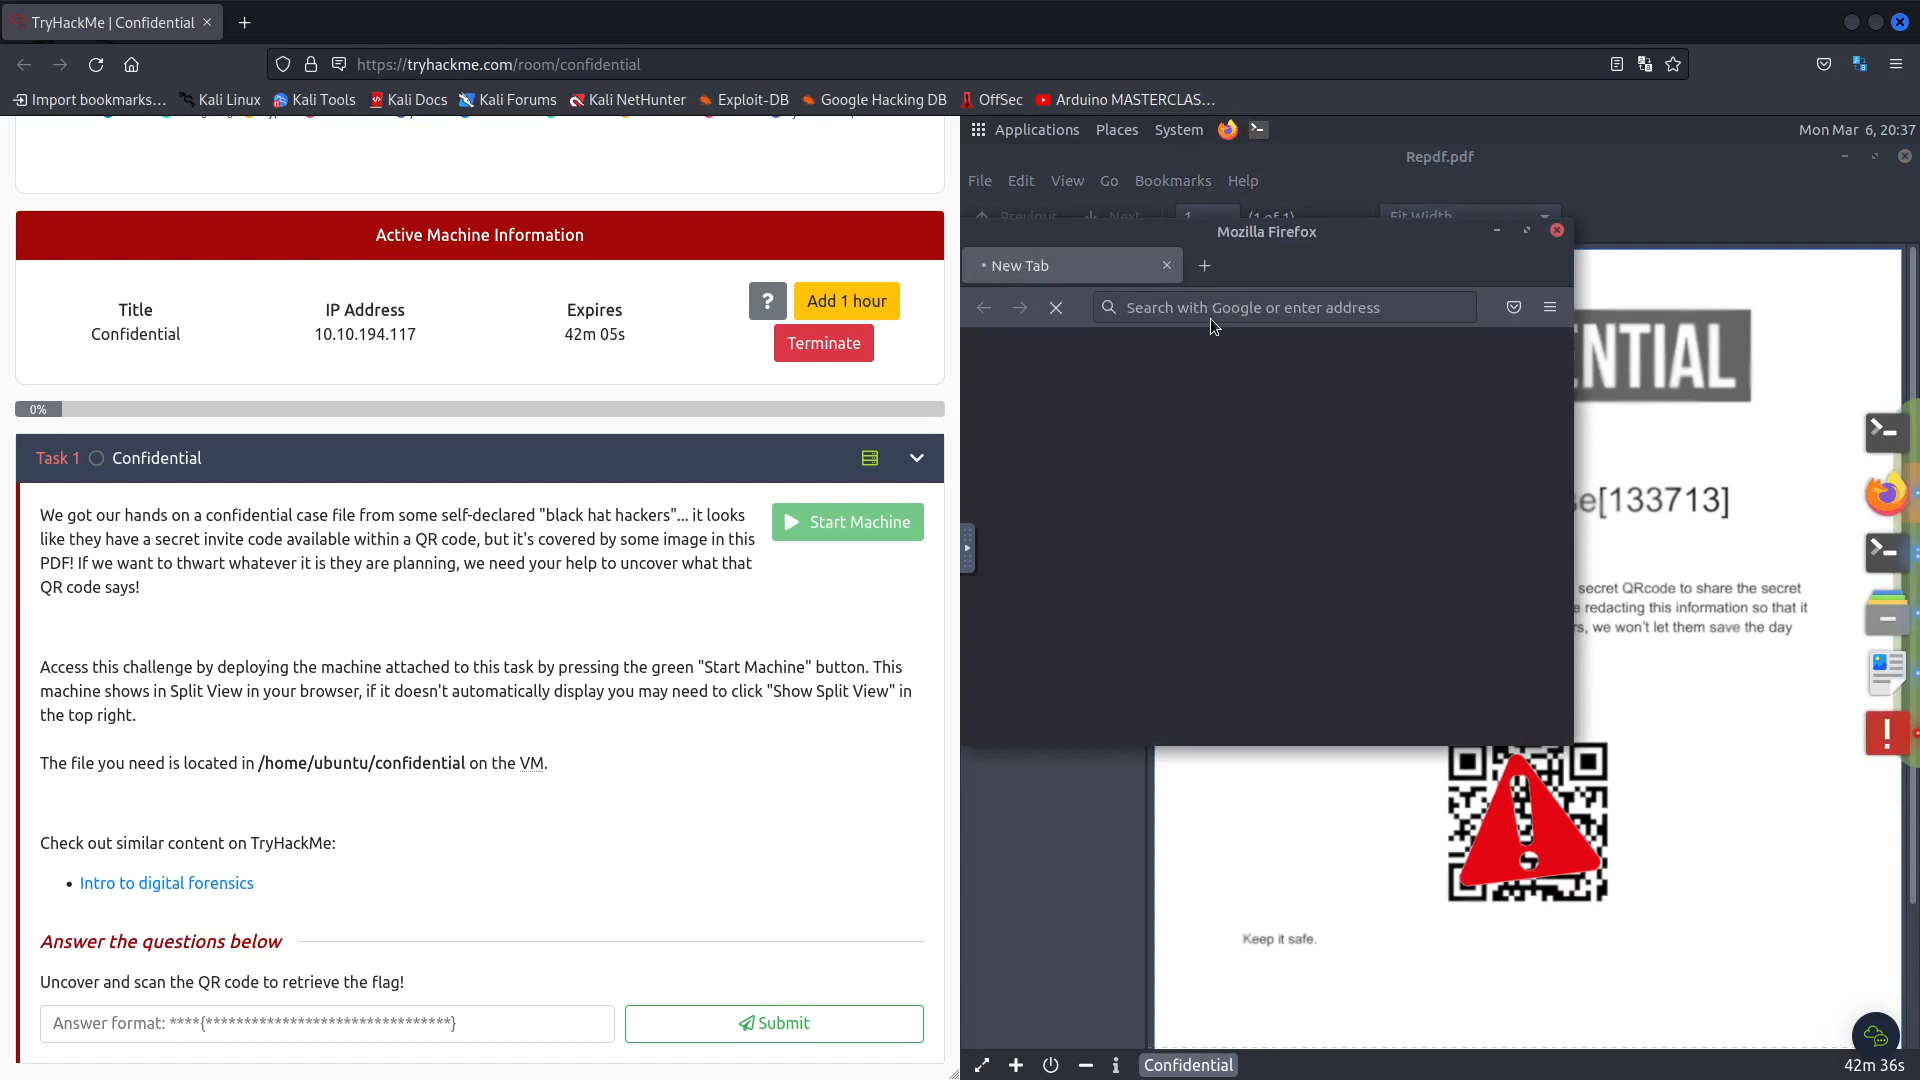 TryHackMe | Confidential
https://tryhackme.com/room/confidential
Import bookmarks...
Kali Linux
Kali Tools
Kali Docs
Kali Forums
Kali NetHunter
Exploit-DB
Google Hacking DB
OffSec
Arduino MASTERCLAS...
Active Machine Information
Title
Confidential
IP Address
10.10.194.117
Expires
42m 05s
?
Add 1 hour
Terminate
0%
Task 1
Confidential
Start Machine
We got our hands on a confidential case file from some self-declared "black hat hackers"... it looks
like they have a secret invite code available within a QR code, but it's covered by some image in this
PDF! If we want to thwart whatever it is they are planning, we need your help to uncover what that
QR code says!
Access this challenge by deploying the machine attached to this task by pressing the green "Start Machine" button. This
machine shows in Split View in your browser, if it doesn't automatically display you may need to click "Show Split View" in
the top right.
The file you need is located in /home/ubuntu/confidential on the VM.
Check out similar content on TryHackMe:
Intro to digital forensics
Answer the questions below
Uncover and scan the QR code to retrieve the flag!
Answer format: ****{********************************}
Submit
Applications
Places
System
Mon Mar 6, 20:37
Repdf.pdf
File
Edit
View
Go
Bookmarks
Help
Previous
Next
1
(1 of 1)
Fit Width
Mozilla Firefox
New Tab
Search with Google or enter address
ENTIAL
se[133713]
secret QRcode to share the secret
e redacting this information so that it
rs, we won't let them save the day
Keep it safe.
Confidential
42m 36s